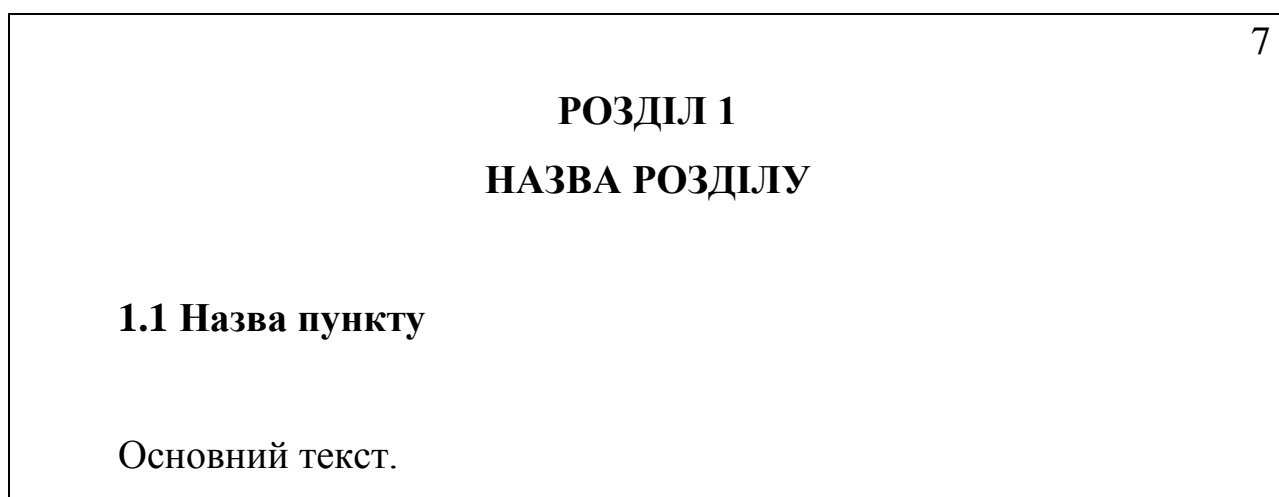 7
РОЗДІЛ 1
НАЗВА РОЗДІЛУ
1.1 Назва пункту
Основний текст.